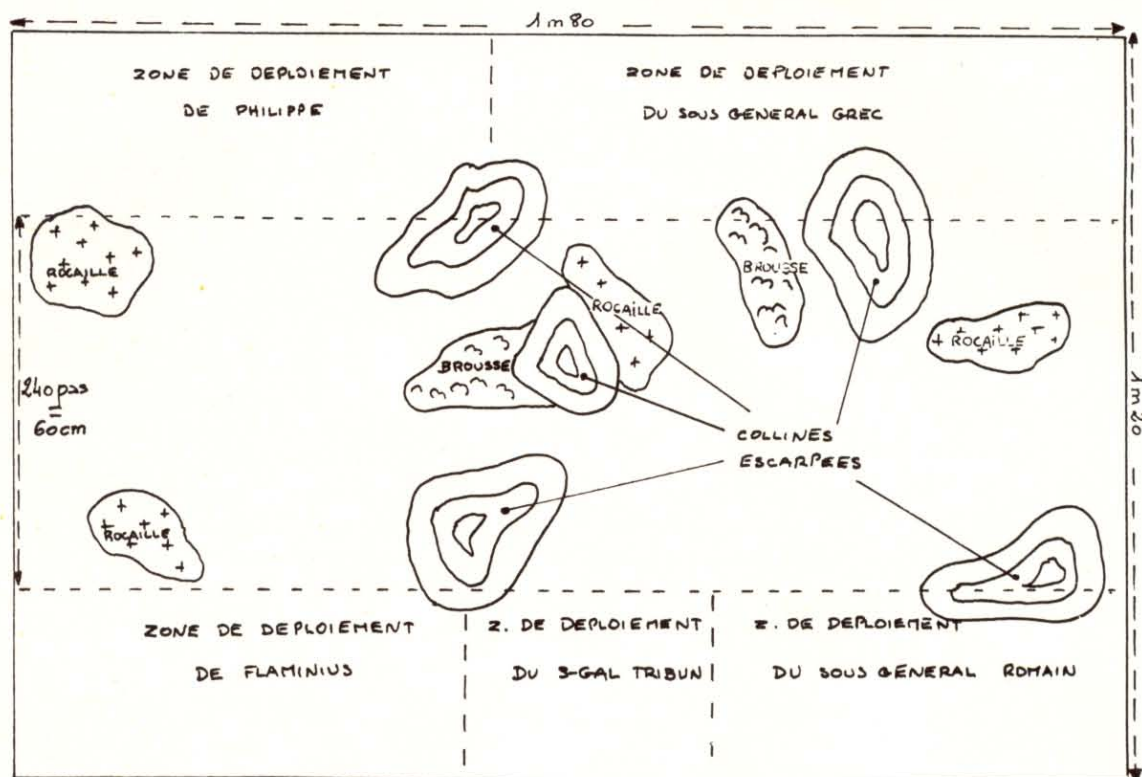 1m80
ZONE DE DEPLOIEMENT
DE PHILIPPE
ZONE DE DEPLOIEMENT
DU SOUS GENERAL GREC
ROCAILLE
ROCAILLE
BROUSSE
ROCAILLE
BROUSSE
240 pas
=
60cm
1m20
COLLINES
ESCARPÉES
ROCAILLE
ZONE DE DEPLOIEMENT
DE FLAMINIUS
Z. DE DEPLOIEMENT
DU S-GAL TRIBUN
Z. DE DEPLOIEMENT
DU SOUS GENERAL ROMAIN